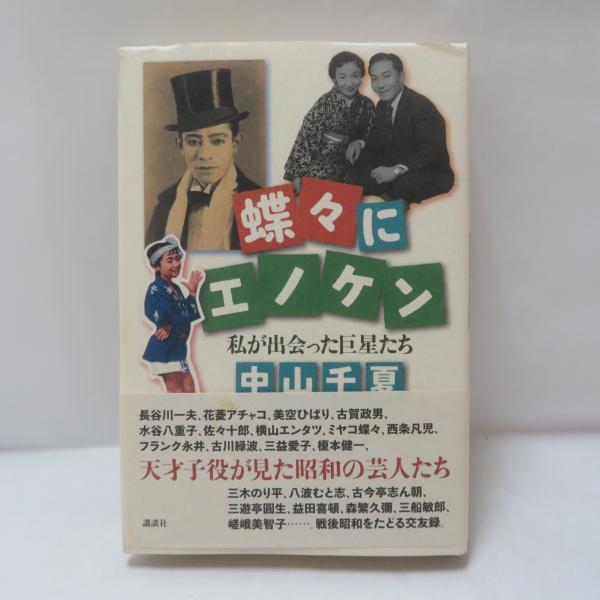 蝶々に
エノケン
私が出会った巨星たち
中山千夏
長谷川一夫、花菱アチャコ、美空ひばり、古賀政男、
水谷八重子、佐々十郎、横山エンタツ、ミヤコ蝶々、西条凡児、
フランク永井、古川緑波、三益愛子、榎本健一、
天才子役が見た昭和の芸人たち
三木のり平、八波むと志、古今亭志ん朝、
三遊亭圓生、益田喜頓、森繁久彌、三船敏郎、
嵯峨美智子……。戦後昭和をたどる交友録。
講談社